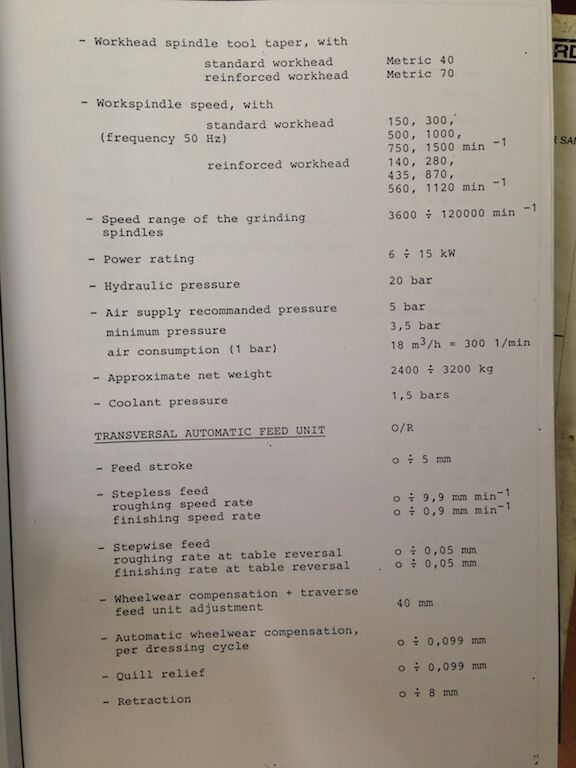 - Workhead spindle tool taper, with
standard workhead Metric 40
reinforced workhead Metric 70
- Workspindle speed, with
standard workhead 150, 300,
(frequency 50 Hz) 500, 1000,
750, 1500 min -1
reinforced workhead 140, 280,
435, 870,
560, 1120 min -1
- Speed range of the grinding 3600 ÷ 120000 min -1
spindles
- Power rating 6 ÷ 15 kW
- Hydraulic pressure 20 bar
- Air supply recommanded pressure 5 bar
minimum pressure 3,5 bar
air consumption (1 bar) 18 m3/h = 300 l/min
- Approximate net weight 2400 ÷ 3200 kg
- Coolant pressure 1,5 bars
TRANSVERSAL AUTOMATIC FEED UNIT O/R
- Feed stroke o ÷ 5 mm
- Stepless feed
roughing speed rate o ÷ 9,9 mm min-1
finishing speed rate o ÷ 0,9 mm min-1
- Stepwise feed
roughing rate at table reversal o ÷ 0,05 mm
finishing rate at table reversal o ÷ 0,05 mm
- Wheelwear compensation + traverse
feed unit adjustment 40 mm
- Automatic wheelwear compensation,
per dressing cycle o ÷ 0,099 mm
- Quill relief o ÷ 0,099 mm
- Retraction o ÷ 8 mm